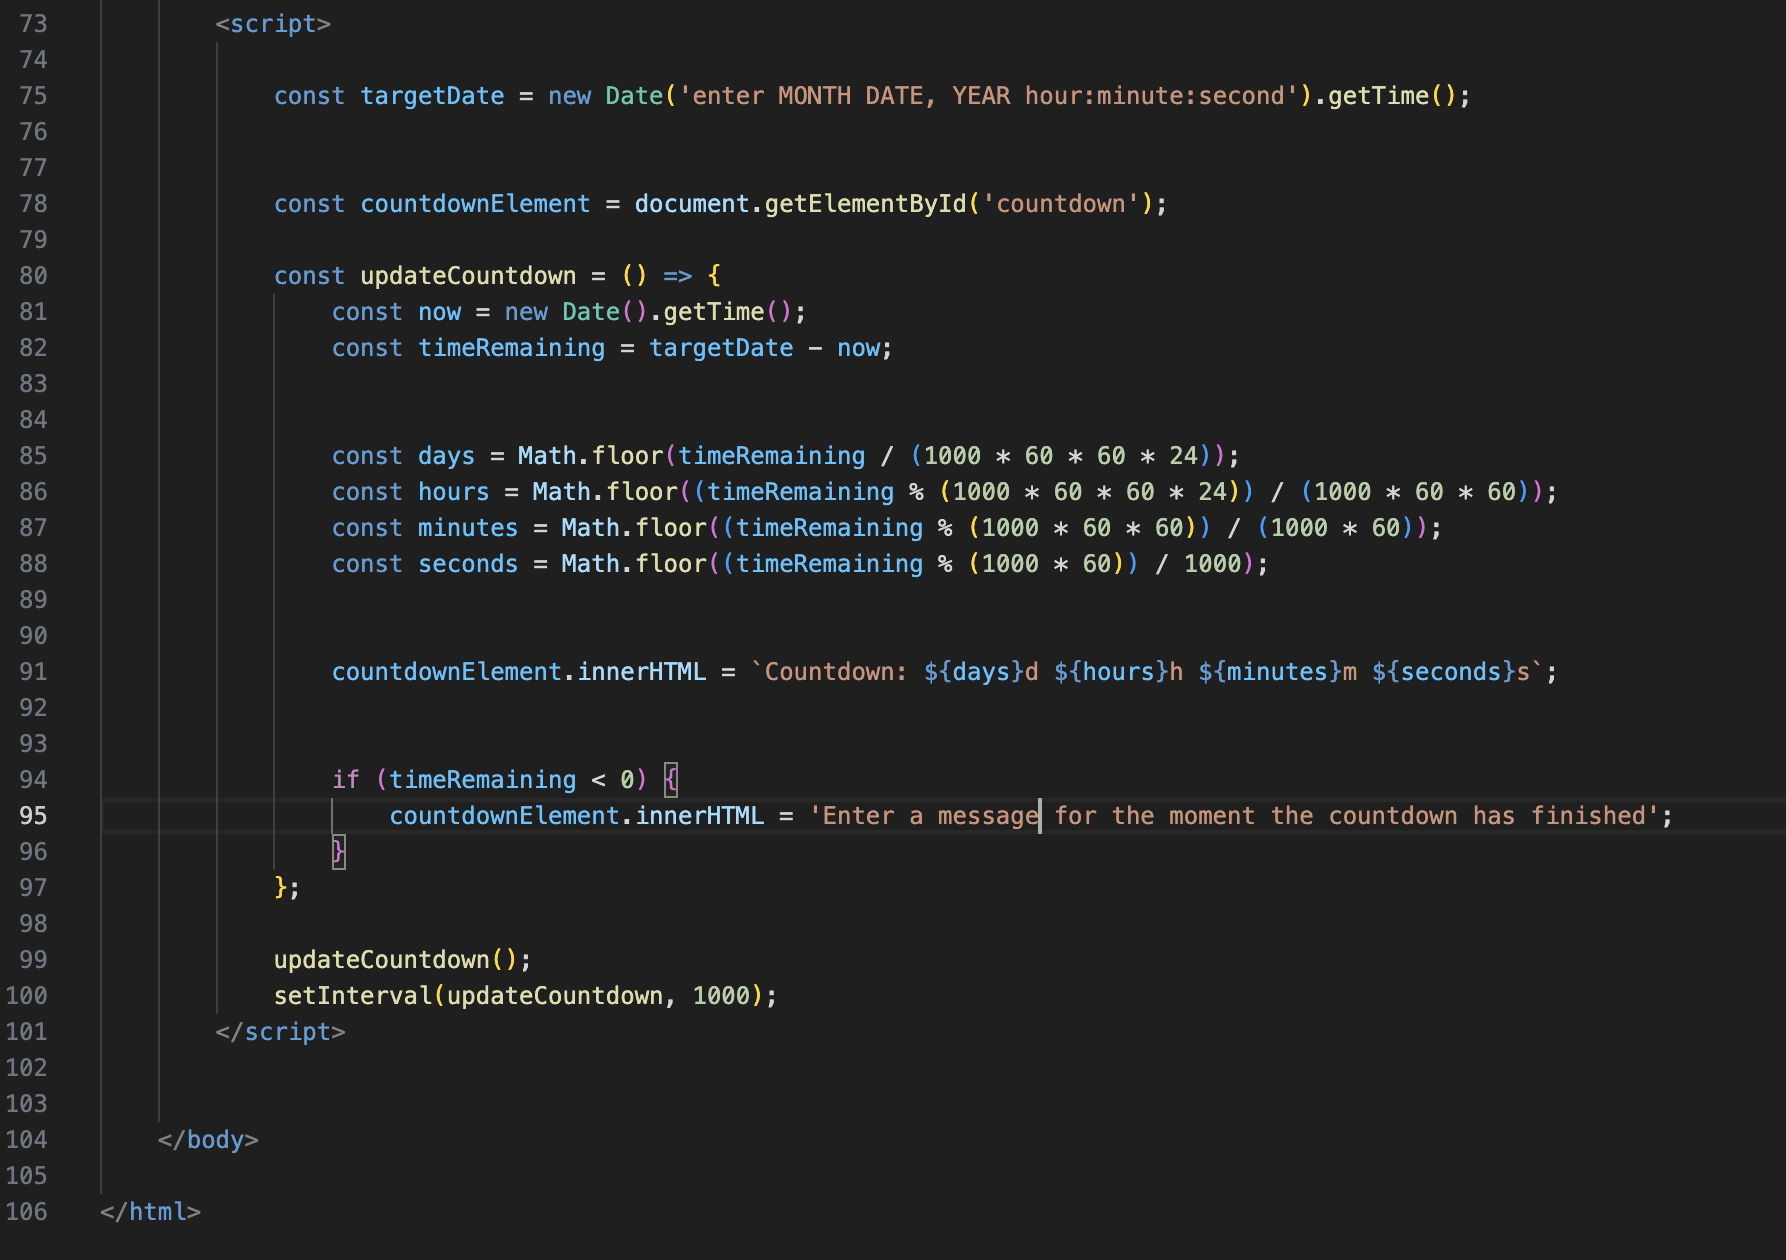 73 <script>
74
75 const targetDate = new Date('enter MONTH DATE, YEAR hour:minute:second').getTime();
76
77
78 const countdownElement = document.getElementById('countdown');
79
80 const updateCountdown = () => {
81 const now = new Date().getTime();
82 const timeRemaining = targetDate - now;
83
84
85 const days = Math.floor(timeRemaining / (1000 * 60 * 60 * 24));
86 const hours = Math.floor((timeRemaining % (1000 * 60 * 60 * 24)) / (1000 * 60 * 60));
87 const minutes = Math.floor((timeRemaining % (1000 * 60 * 60)) / (1000 * 60));
88 const seconds = Math.floor((timeRemaining % (1000 * 60)) / 1000);
89
90
91 countdownElement.innerHTML = `Countdown: ${days}d ${hours}h ${minutes}m ${seconds}s`;
92
93
94 if (timeRemaining < 0) {
95 countdownElement.innerHTML = 'Enter a message for the moment the countdown has finished';
96 }
97 };
98
99 updateCountdown();
100 setInterval(updateCountdown, 1000);
101 </script>
102
103
104 </body>
105
106 </html>